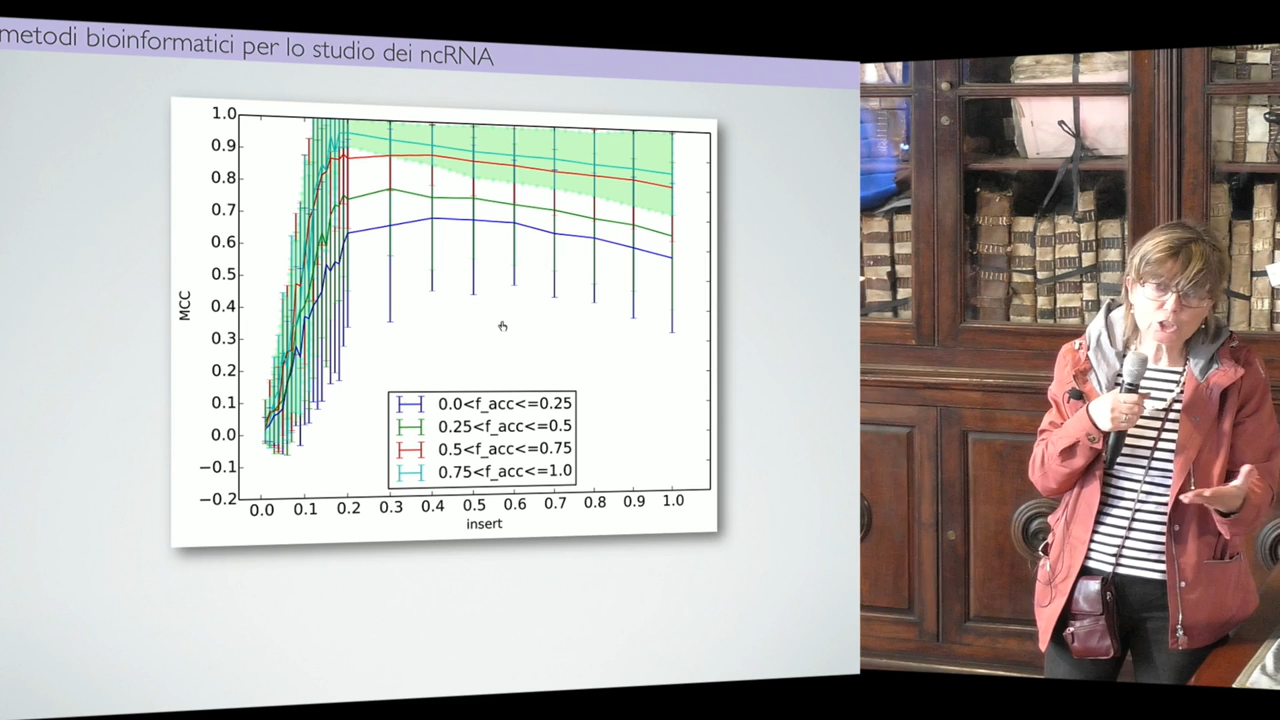 metodi bioinformatici per lo studio dei ncRNA
1.0
0.9
0.8
0.7
0.6
0.5
0.4
0.3
0.2
0.1
0.0
−0.1
−0.2
MCC
0.0<f_acc<=0.25
0.25<f_acc<=0.5
0.5<f_acc<=0.75
0.75<f_acc<=1.0
0.0 0.1 0.2 0.3 0.4 0.5 0.6 0.7 0.8 0.9 1.0
insert